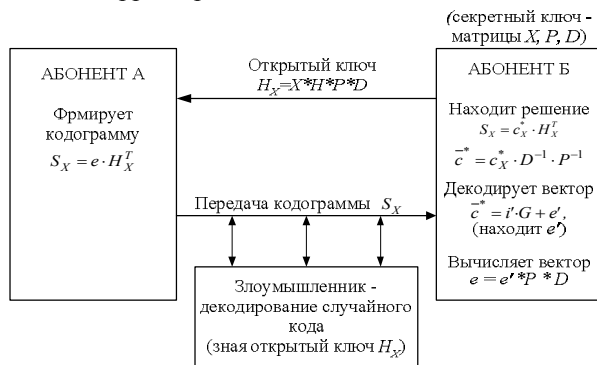 (секретный ключ -
матрицы X, P, D)
АБОНЕНТ А
Фрмирует
кодограмму
S_X = e · H_X^T
Открытый ключ
H_X=X*H*P*D
АБОНЕНТ Б
Находит решение
S_X = c_X^* · H_X^T
c̄^* = c_X^* · D^{-1} · P^{-1}
Декодирует вектор
c̄^* = i'·G + e',
(находит e')
Вычисляет вектор
e = e' *P * D
Передача кодограммы S_X
Злоумышленник -
декодирование случайного
кода
(зная открытый ключ H_X)